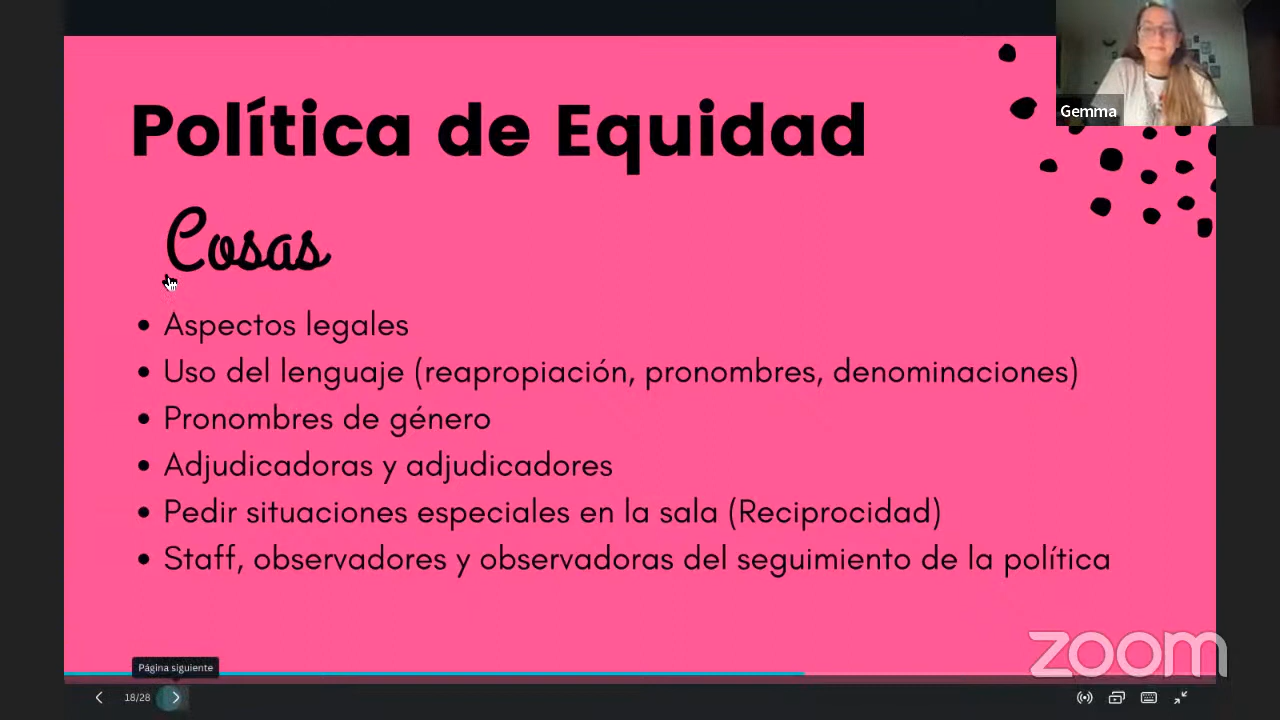 Política de Equidad
Gemma
Cosas
Aspectos legales
Uso del lenguaje (reapropiación, pronombres, denominaciones)
Pronombres de género
Adjudicadoras y adjudicadores
Pedir situaciones especiales en la sala (Reciprocidad)
Staff, observadores y observadoras del seguimiento de la política
zoom
Página siguiente
18/28